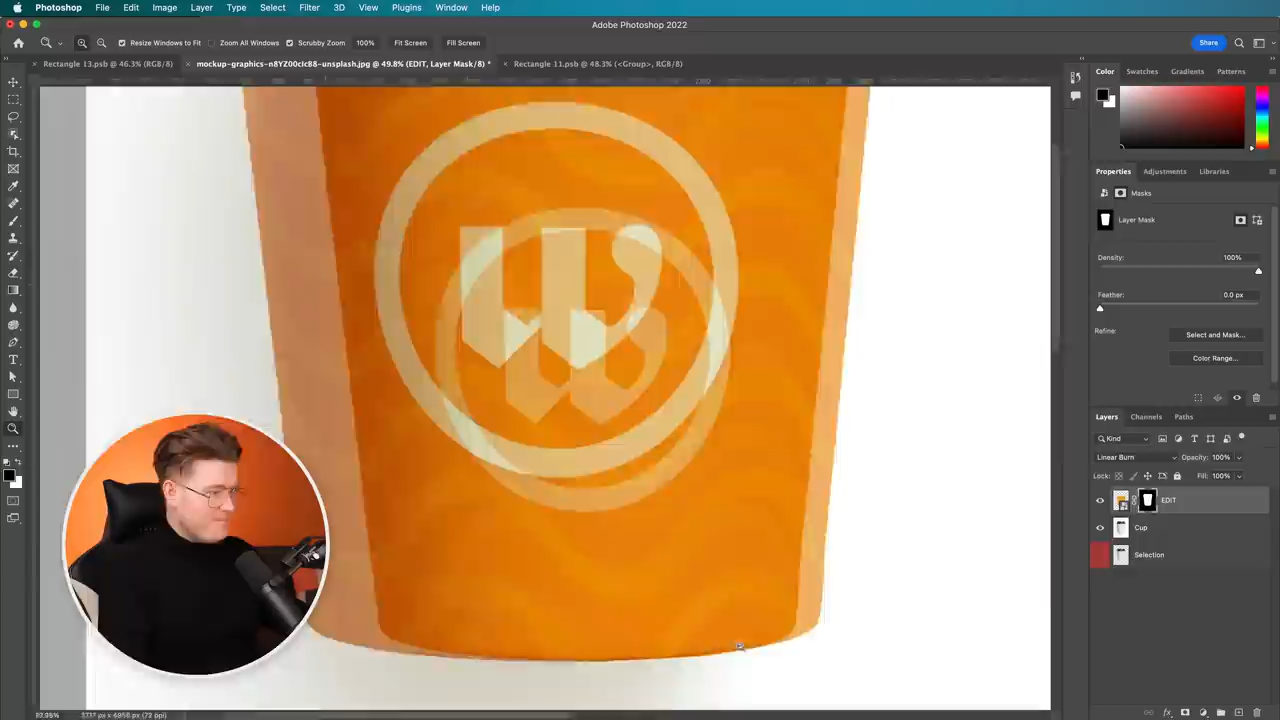 Photoshop File Edit Image Layer Type Select Filter 3D View Plugins Window Help
Adobe Photoshop 2022
Resize Windows to Fit Zoom All Windows Scrubby Zoom 100% Fit Screen Fill Screen Share
Rectangle 13.psb @ 46.3% (RGB/8) mockup-graphics-n8YZ00cIcB8-unsplash.jpg @ 49.8% (EDIT, Layer Mask/8) * Rectangle 11.psb @ 48.3% (<Group>, RGB/8)
Color Swatches Gradients Patterns
Properties Adjustments Libraries
Masks
Layer Mask
Density: 100%
Feather: 0.0 px
Refine: Select and Mask...
Color Range...
Layers Channels Paths
Kind
Linear Burn Opacity: 100%
Lock: Fill: 100%
EDIT
Cup
Selection